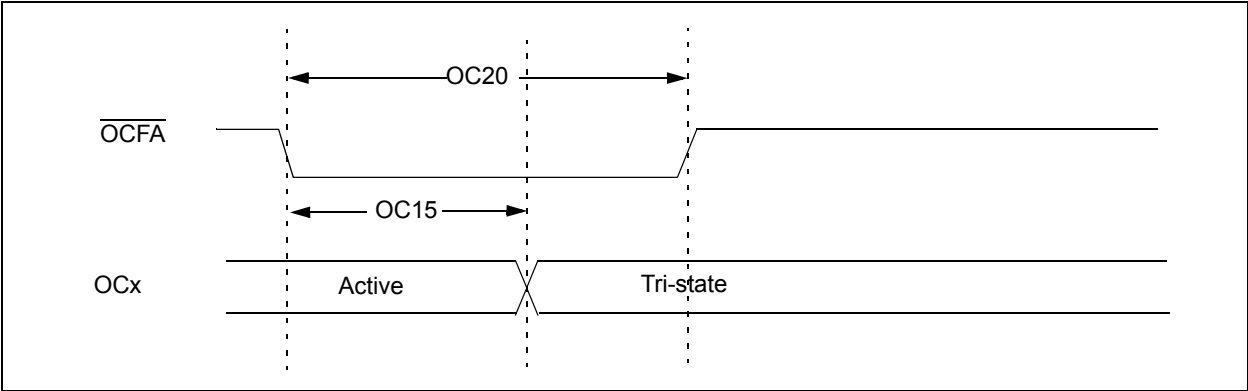 OC20
OCFA
OC15
OCx
Active
Tri-state